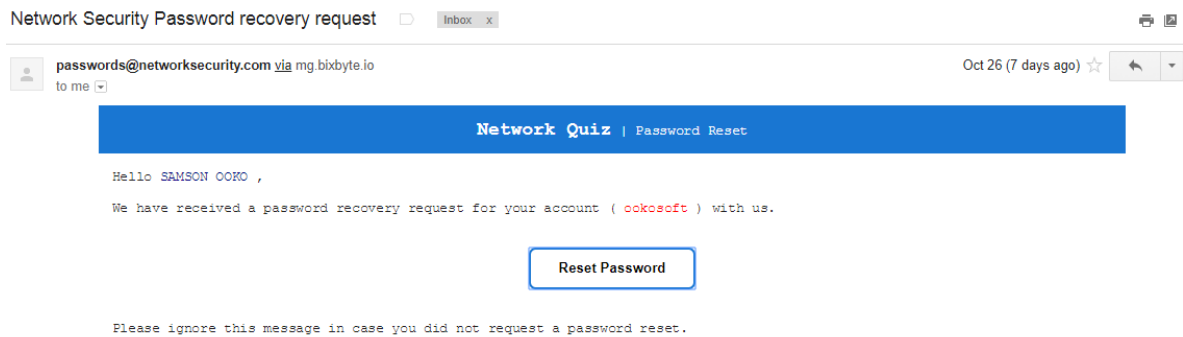 Network Security Password recovery request Inbox x
passwords@networksecurity.com via mg.bixbyte.io Oct 26 (7 days ago)
to me
Network Quiz | Password Reset
Hello SAMSON OOKO ,
We have received a password recovery request for your account ( ookosoft ) with us.
Reset Password
Please ignore this message in case you did not request a password reset.